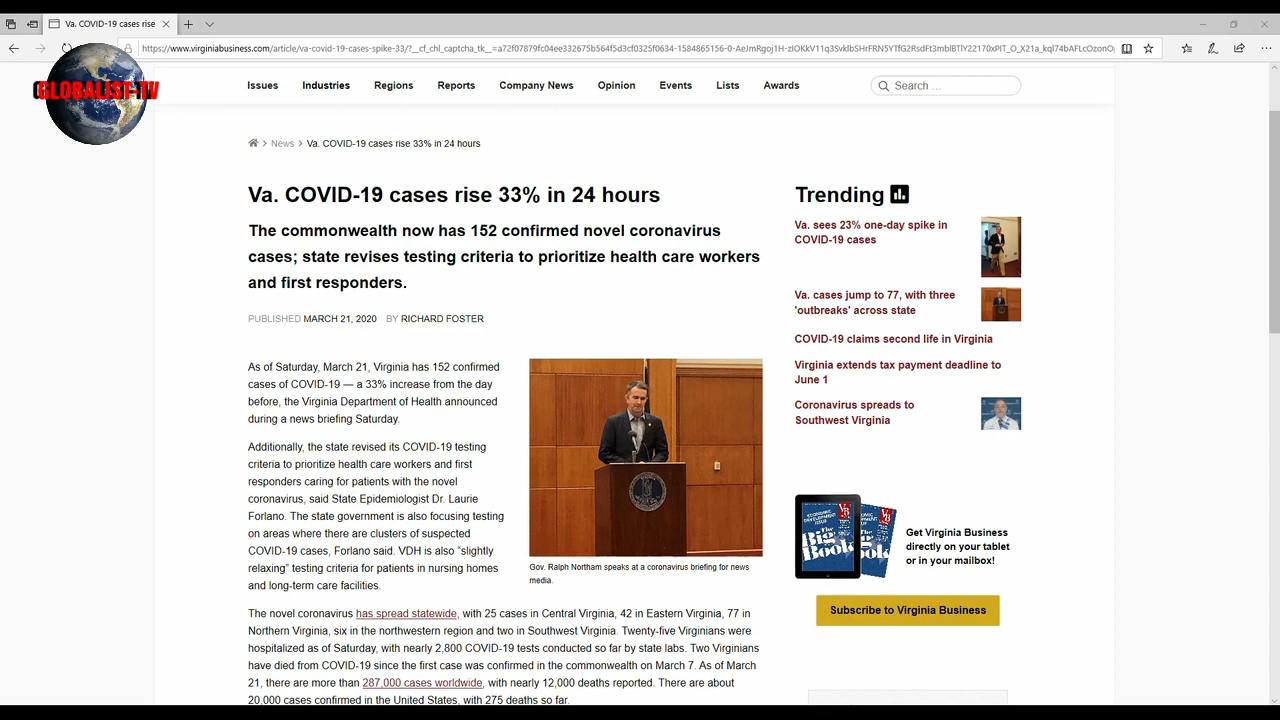 Va. COVID-19 cases rise
GLOBALIST-TV
Issues Industries Regions Reports Company News Opinion Events Lists Awards Search ...
News > Va. COVID-19 cases rise 33% in 24 hours
Va. COVID-19 cases rise 33% in 24 hours
The commonwealth now has 152 confirmed novel coronavirus
cases; state revises testing criteria to prioritize health care workers
and first responders.
PUBLISHED MARCH 21, 2020 BY RICHARD FOSTER
As of Saturday, March 21, Virginia has 152 confirmed
cases of COVID-19 — a 33% increase from the day
before, the Virginia Department of Health announced
during a news briefing Saturday.
Additionally, the state revised its COVID-19 testing
criteria to prioritize health care workers and first
responders caring for patients with the novel
coronavirus, said State Epidemiologist Dr. Laurie
Forlano. The state government is also focusing testing
on areas where there are clusters of suspected
COVID-19 cases, Forlano said. VDH is also “slightly
relaxing” testing criteria for patients in nursing homes
and long-term care facilities.
Gov. Ralph Northam speaks at a coronavirus briefing for news
media.
The novel coronavirus has spread statewide, with 25 cases in Central Virginia, 42 in Eastern Virginia, 77 in
Northern Virginia, six in the northwestern region and two in Southwest Virginia. Twenty-five Virginians were
hospitalized as of Saturday, with nearly 2,800 COVID-19 tests conducted so far by state labs. Two Virginians
have died from COVID-19 since the first case was confirmed in the commonwealth on March 7. As of March
21, there are more than 287,000 cases worldwide, with nearly 12,000 deaths reported. There are about
20,000 cases confirmed in the United States, with 275 deaths so far.
Trending
Va. sees 23% one-day spike in
COVID-19 cases
Va. cases jump to 77, with three
'outbreaks' across state
COVID-19 claims second life in Virginia
Virginia extends tax payment deadline to
June 1
Coronavirus spreads to
Southwest Virginia
The Big Book
Get Virginia Business
directly on your tablet
or in your mailbox!
Subscribe to Virginia Business